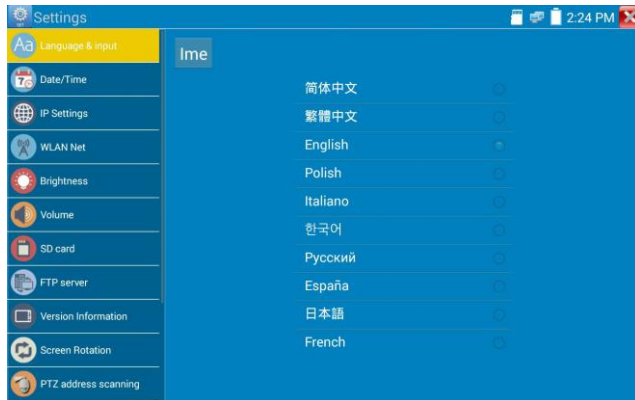 Settings
2:24 PM
Language & input
Date/Time
IP Settings
WLAN Net
Brightness
Volume
SD card
FTP server
Version Information
Screen Rotation
PTZ address scanning
Ime
简体中文
繁體中文
English
Polish
Italiano
한국어
Русский
España
日本語
French